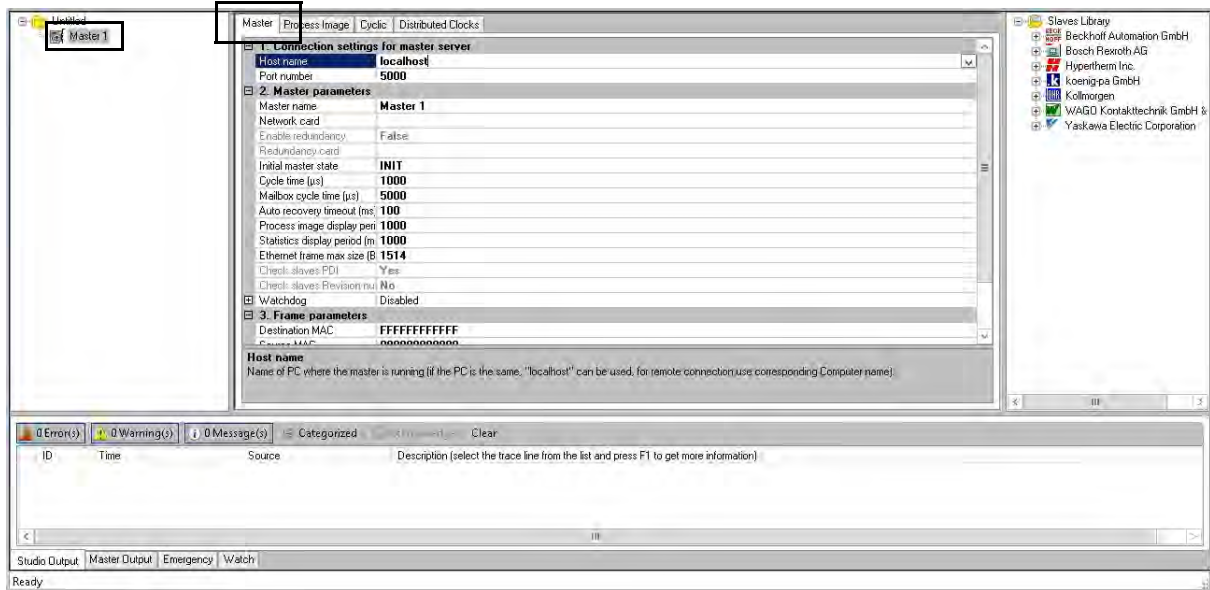 Untitled
Master 1
Master Process Image Cyclic Distributed Clocks
1. Connection settings for master server
Host name localhost
Port number 5000
2. Master parameters
Master name Master 1
Network card
Enable redundancy False
Redundancy card
Initial master state INIT
Cycle time (µs) 1000
Mailbox cycle time (µs) 5000
Auto recovery timeout (ms 100
Process image display peri 1000
Statistics display period (m 1000
Ethernet frame max size (B 1514
Check slaves PDI Yes
Check slaves Revision nu No
Watchdog Disabled
3. Frame parameters
Destination MAC FFFFFFFFFFFF
Source MAC 000000000000
Host name
Name of PC where the master is running (if the PC is the same, "localhost" can be used, for remote connection use corresponding Computer name)
Slaves Library
Beckhoff Automation GmbH
Bosch Rexroth AG
Hypertherm Inc.
koenig-pa GmbH
Kollmorgen
WAGO Kontakttechnik GmbH &
Yaskawa Electric Corporation
0 Error(s) 0 Warning(s) 0 Message(s) Categorized Clear
ID Time Source Description (select the trace line from the list and press F1 to get more information)
Studio Output Master Output Emergency Watch
Ready